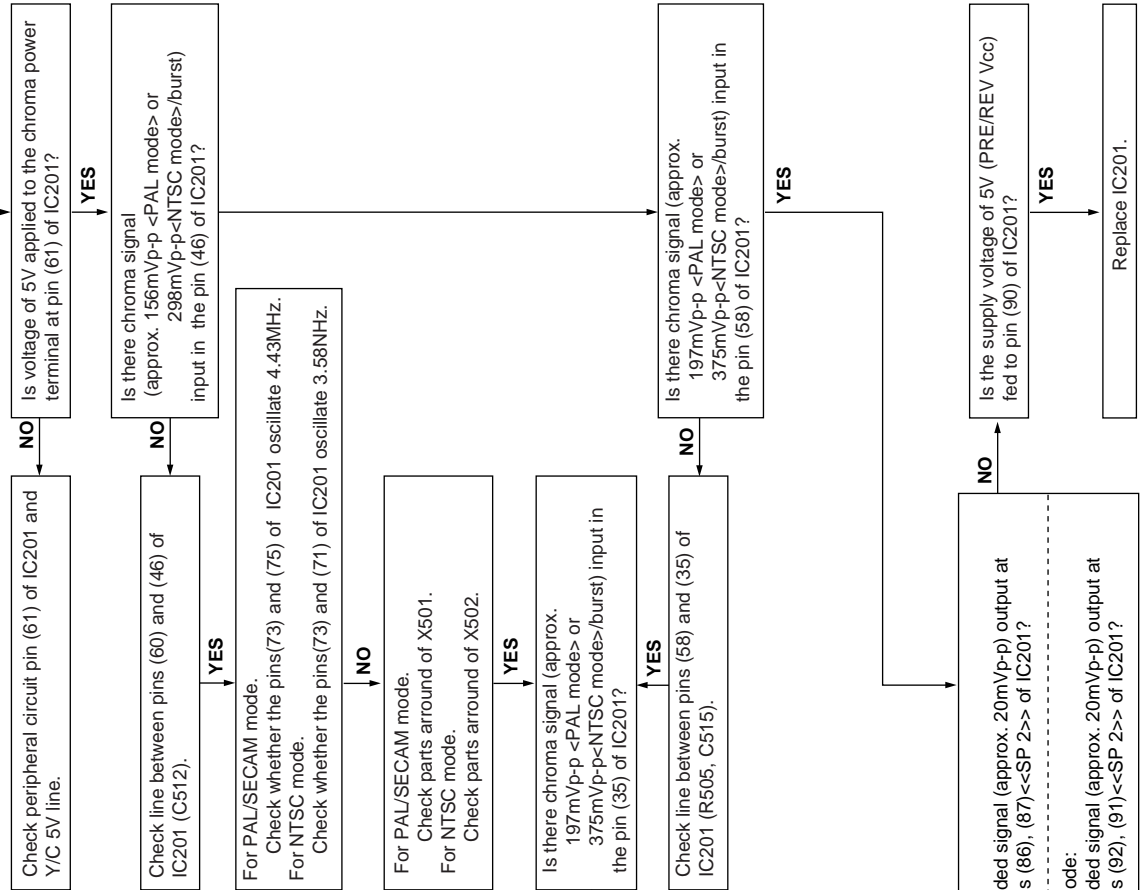 Is voltage of 5V applied to the chroma power
terminal at pin (61) of IC201?
NO
YES
Check peripheral circuit pin (61) of IC201 and
Y/C 5V line.
Is there chroma signal
(approx. 156mVp-p <PAL mode> or
298mVp-p<NTSC mode>/burst)
input in the pin (46) of IC201?
NO
Check line between pins (60) and (46) of
IC201 (C512).
YES
For PAL/SECAM mode.
Check whether the pins(73) and (75) of IC201 oscillate 4.43MHz.
For NTSC mode.
Check whether the pins(73) and (71) of IC201 oscillate 3.58NHz.
NO
For PAL/SECAM mode.
Check parts arround of X501.
For NTSC mode.
Check parts arround of X502.
YES
Is there chroma signal (approx.
197mVp-p <PAL mode> or
375mVp-p<NTSC mode>/burst) input in
the pin (35) of IC201?
YES
Check line between pins (58) and (35) of
IC201 (R505, C515).
NO
Is there chroma signal (approx.
197mVp-p <PAL mode> or
375mVp-p<NTSC mode>/burst) input in
the pin (58) of IC201?
YES
ded signal (approx. 20mVp-p) output at
s (86), (87)<<SP 2>> of IC201?
ode:
ded signal (approx. 20mVp-p) output at
s (92), (91)<<SP 2>> of IC201?
NO
Is the supply voltage of 5V (PRE/REV Vcc)
fed to pin (90) of IC201?
YES
Replace IC201.